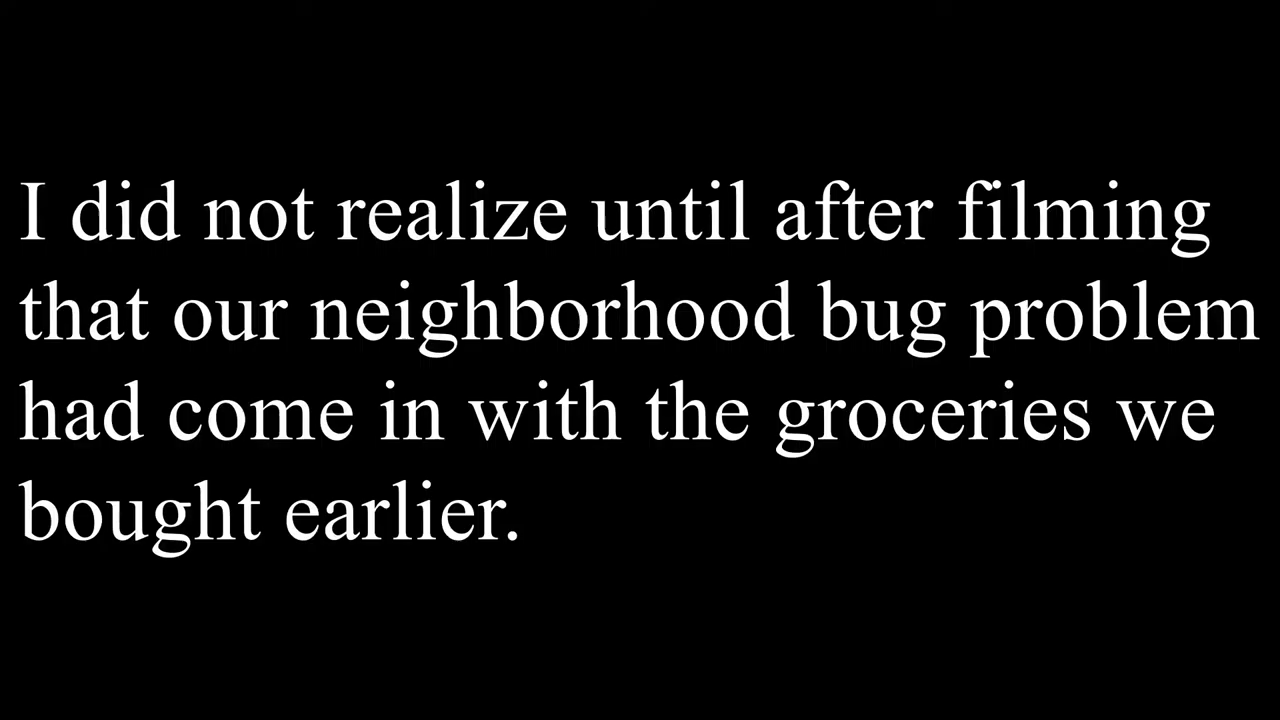 I did not realize until after filming
that our neighborhood bug problem
had come in with the groceries we
bought earlier.